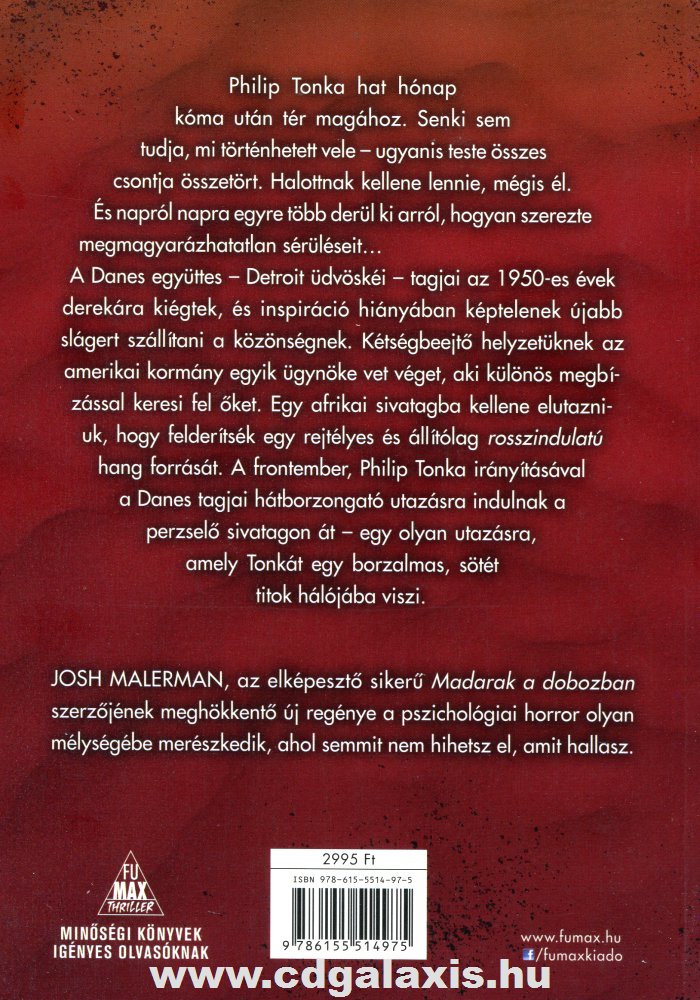 Philip Tonka hat hónap
kóma után tér magához. Senki sem
tudja, mi történhetett vele – ugyanis teste összes
csontja összetört. Halottnak kellene lennie, mégis él.
És napról napra egyre több derül ki arról, hogyan szerezte
megmagyarázhatatlan sérüléseit...
A Danes együttes – Detroit üdvöskéi – tagjai az 1950-es évek
derekára kiégtek, és inspiráció hiányában képtelenek újabb
slágert szállítani a közönségnek. Kétségbeejtő helyzetüknek az
amerikai kormány egyik ügynöke vet véget, aki különös megbí-
zással keresi fel őket. Egy afrikai sivatagba kellene elutazni-
uk, hogy felderítsék egy rejtélyes és állítólag rosszindulatú
hang forrását. A frontember, Philip Tonka irányításával
a Danes tagjai hátborzongató utazásra indulnak a
perzselő sivatagon át – egy olyan utazásra,
amely Tonkát egy borzalmas, sötét
titok hálójába viszi.
JOSH MALERMAN, az elképesztő sikerű Madarak a dobozban
szerzőjének meghökkentő új regénye a pszichológiai horror olyan
mélységébe merészkedik, ahol semmit nem hihetsz el, amit hallasz.
FU
MAX
THRILLER
MINŐSÉGI KÖNYVEK
IGÉNYES OLVASÓKNAK
2995 Ft
ISBN 978-615-5514-97-5
9 786155 514975
www.fumax.hu
f/fumaxkiado
www.cdgalaxis.hu